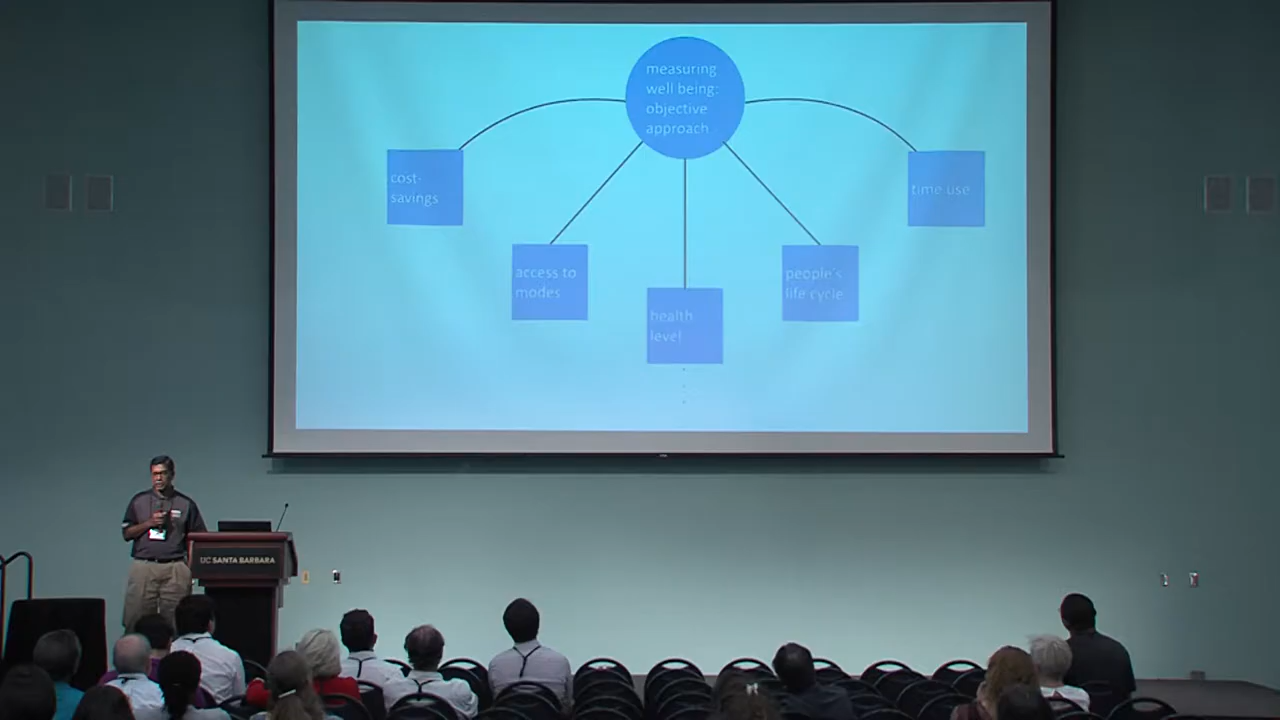 measuring
well being:
objective
approach
cost-
savings
time use
access to
modes
people's
life cycle
health
level
UC SANTA BARBARA